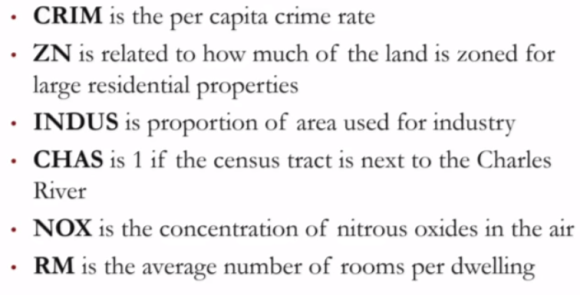 • CRIM is the per capita crime rate
• ZN is related to how much of the land is zoned for
large residential properties
• INDUS is proportion of area used for industry
• CHAS is 1 if the census tract is next to the Charles
River
• NOX is the concentration of nitrous oxides in the air
• RM is the average number of rooms per dwelling